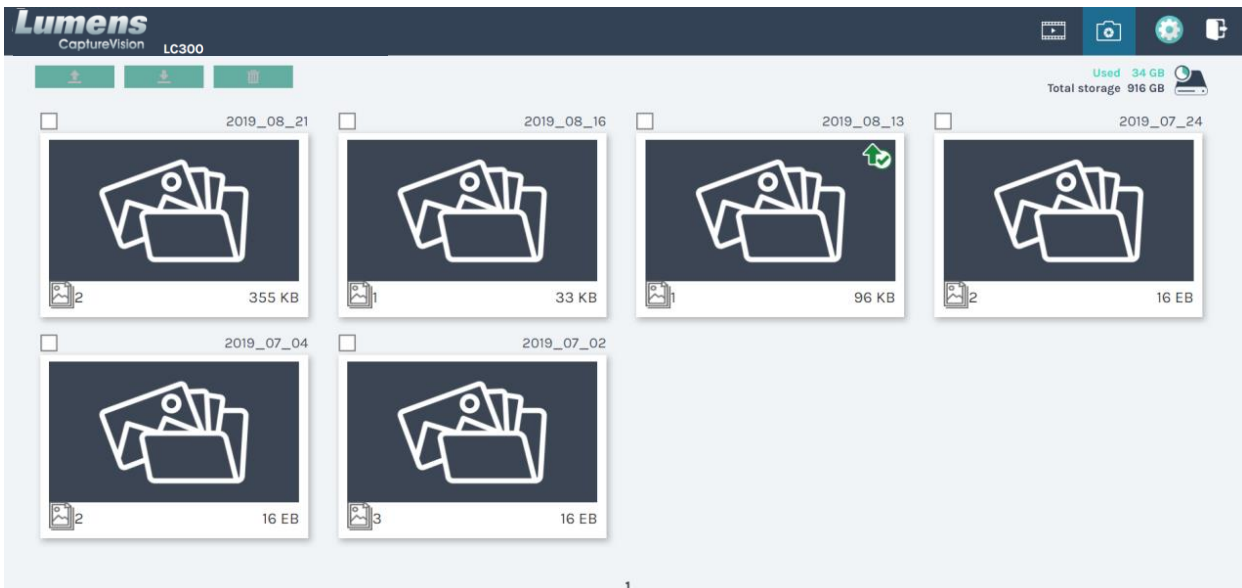 Lumens
CaptureVision LC300
Used 34 GB
Total storage 916 GB
2019_08_21
2019_08_16
2019_08_13
2019_07_24
2 355 KB
1 33 KB
1 96 KB
2 16 EB
2019_07_04
2019_07_02
2 16 EB
3 16 EB
1